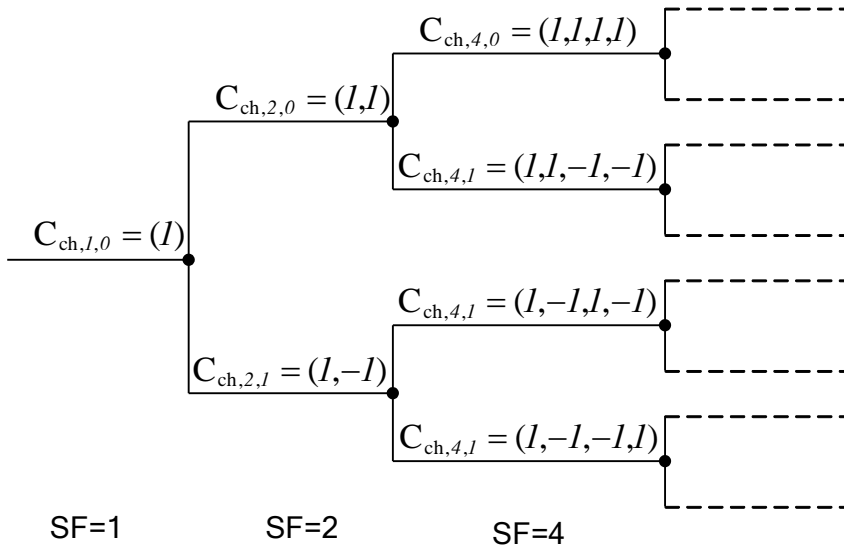 C_ch,4,0 = (1,1,1,1)
C_ch,2,0 = (1,1)
C_ch,4,1 = (1,1,−1,−1)
C_ch,1,0 = (1)
C_ch,4,1 = (1,−1,1,−1)
C_ch,2,1 = (1,−1)
C_ch,4,1 = (1,−1,−1,1)
SF=1 SF=2 SF=4